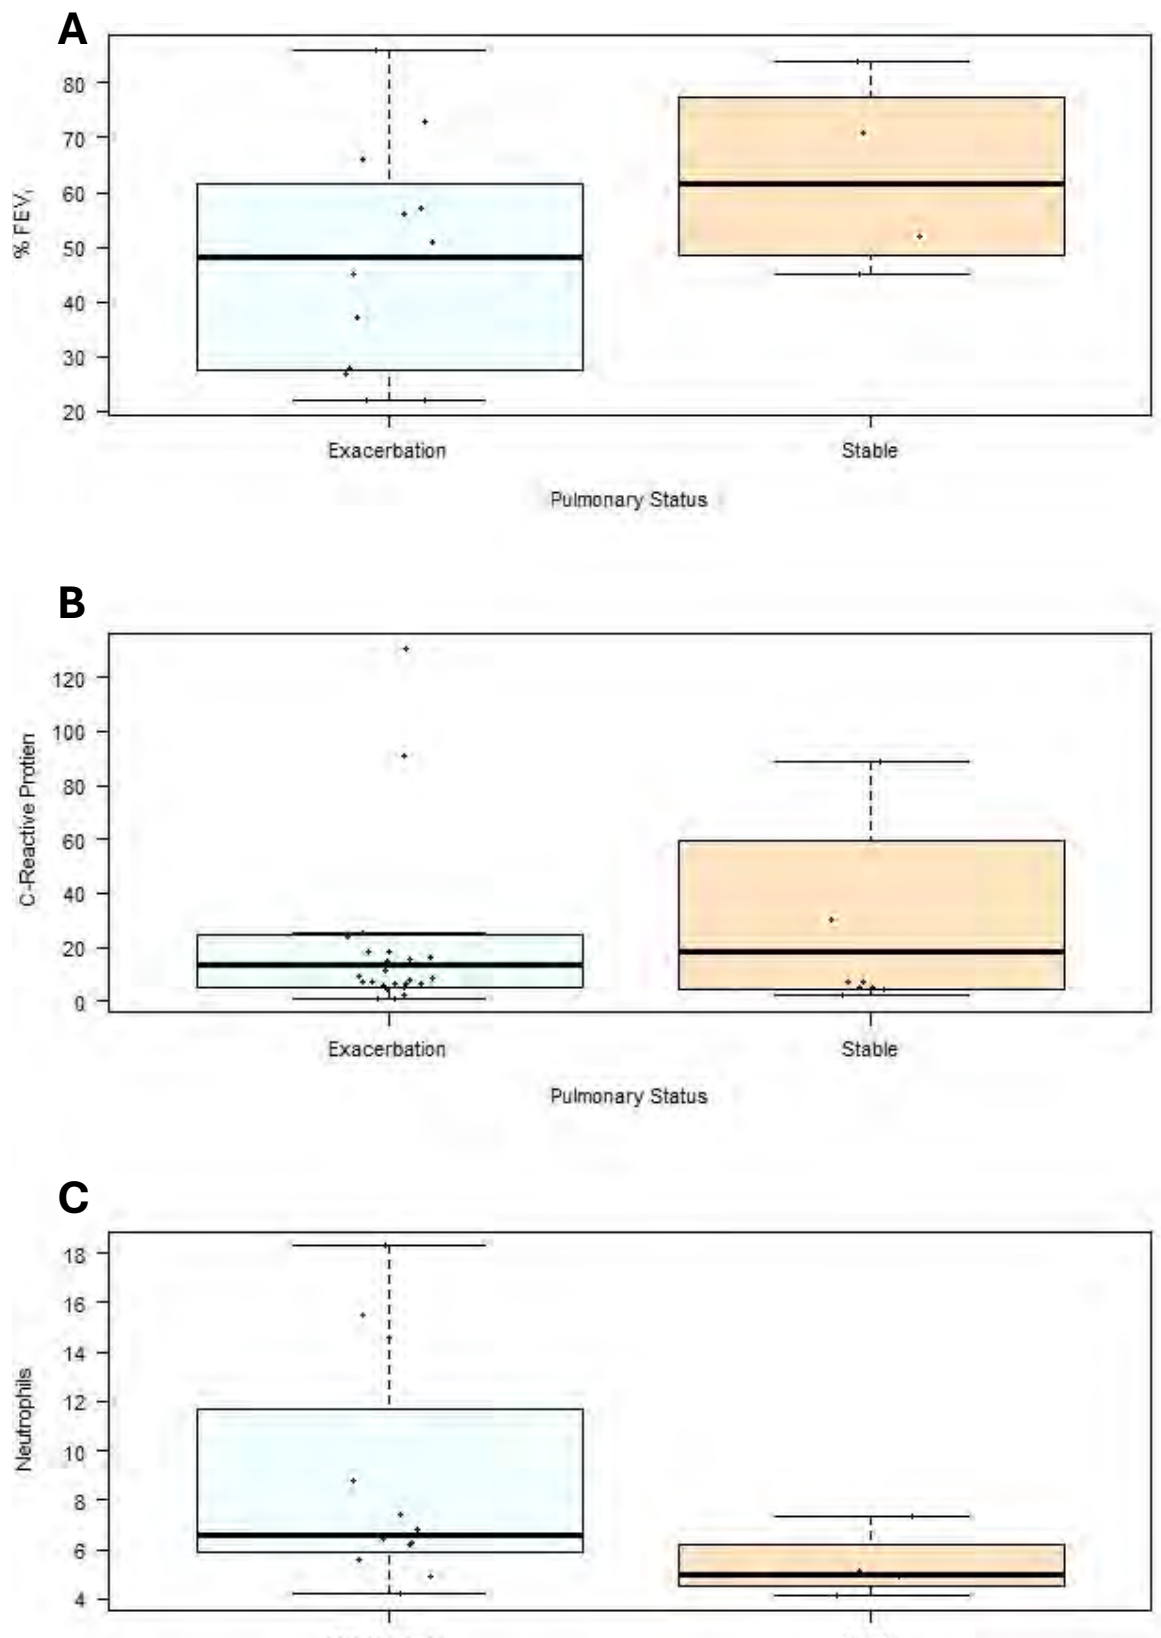 A
80
70
60
50
40
30
20
% FEV₁
Exacerbation Stable
Pulmonary Status
B
120
100
80
60
40
20
0
C-Reactive Protien
Exacerbation Stable
Pulmonary Status
C
18
16
14
12
10
8
6
4
Neutrophils